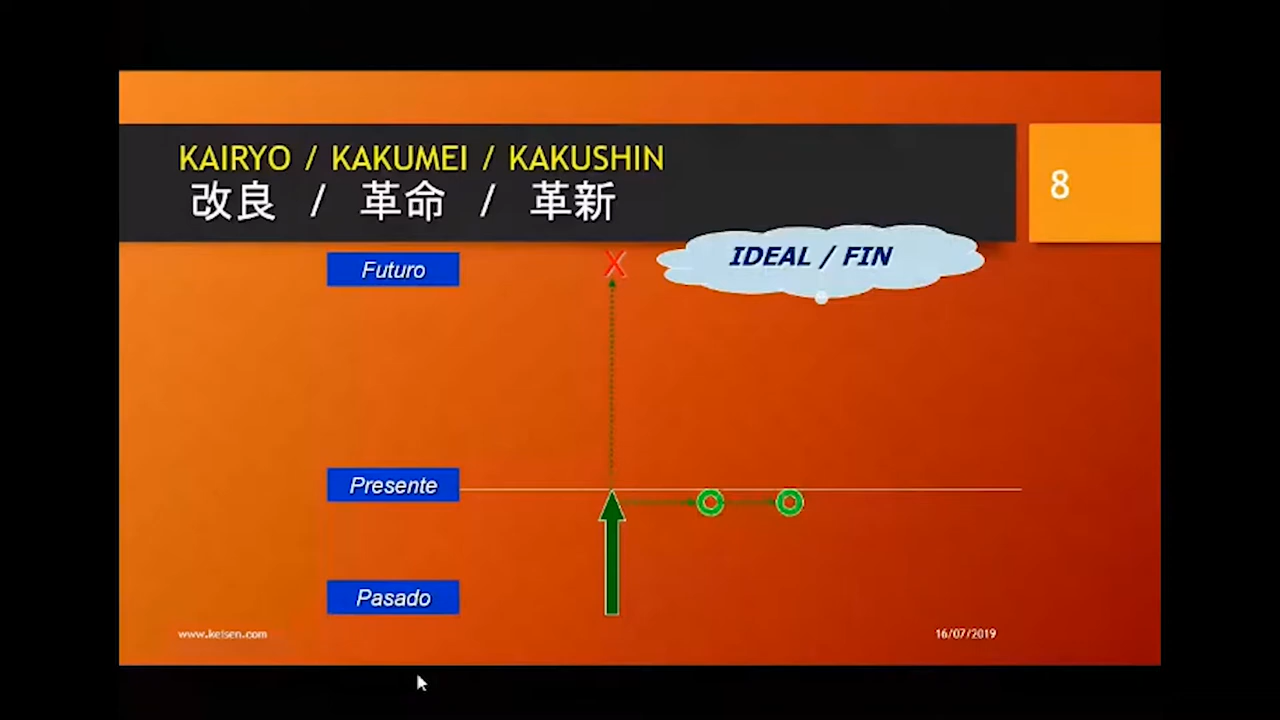 KAIRYO / KAKUMEI / KAKUSHIN
改良 / 革命 / 革新
8
IDEAL / FIN
Futuro
X
Presente
Pasado
www.keisen.com
16/07/2019